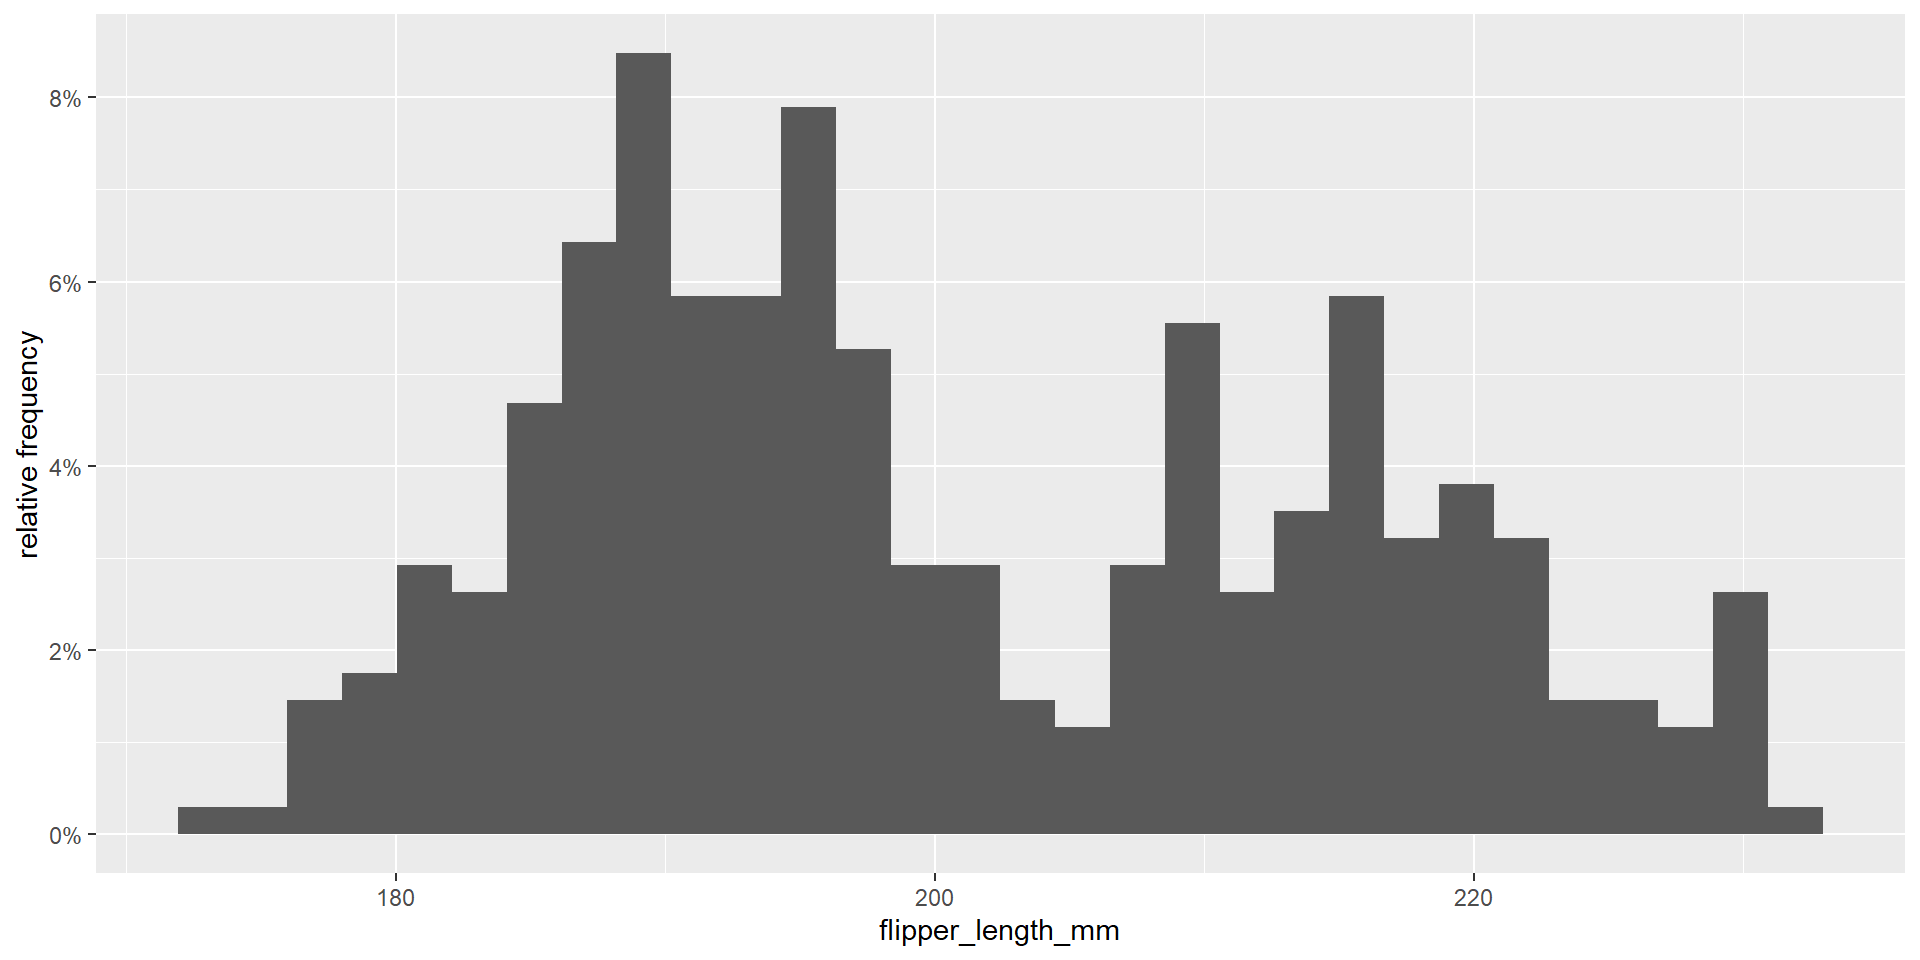 relative frequency
8%
6%
4%
2%
0%
180 200 220
flipper_length_mm